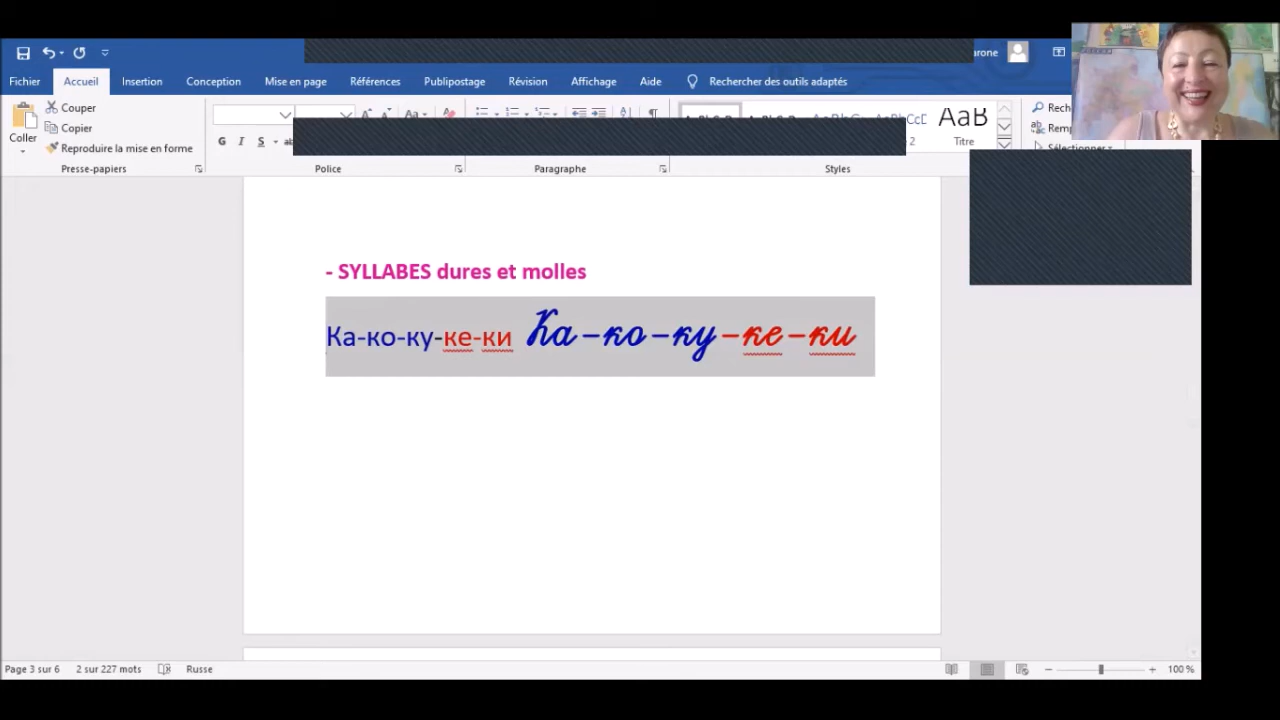 arone
Fichier Accueil Insertion Conception Mise en page Références Publipostage Révision Affichage Aide Rechercher des outils adaptés
Coller
Couper
Copier
Reproduire la mise en forme
G I S
AaB
2 Titre
Presse-papiers Police Paragraphe Styles
- SYLLABES dures et molles
Ка-ко-ку-ке-ки Ка-ко-ку-ке-ки
Page 3 sur 6 2 sur 227 mots Russe 100 %